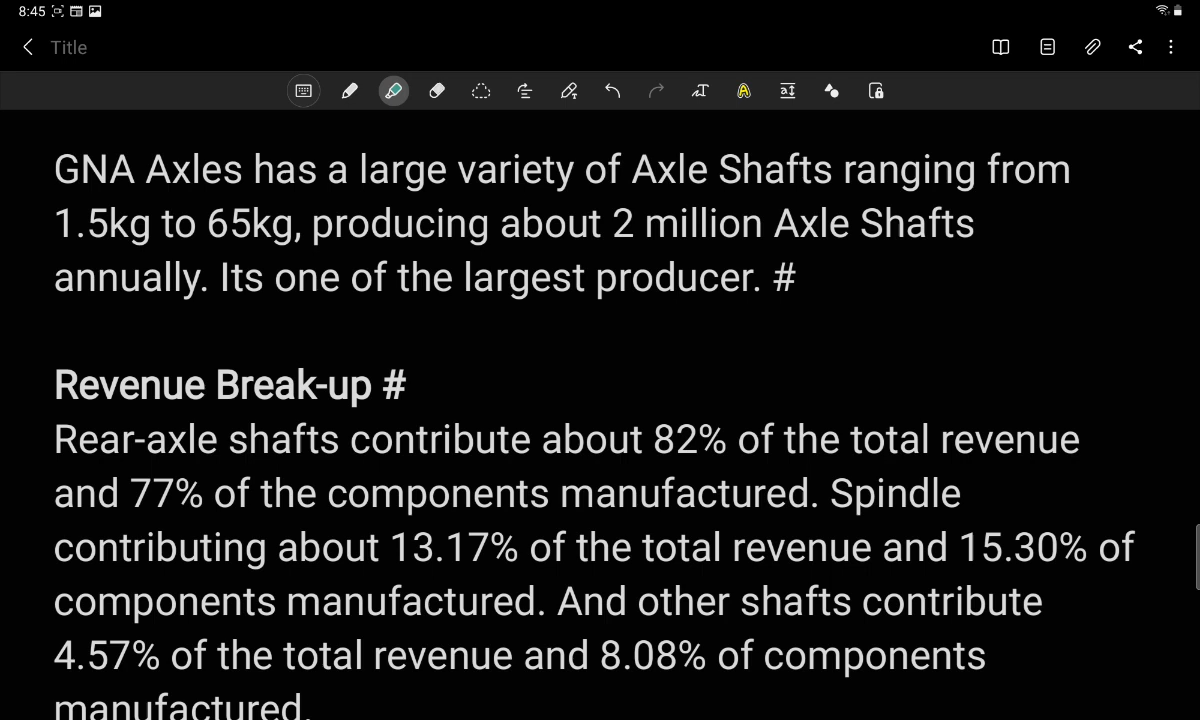 8:45
Title
GNA Axles has a large variety of Axle Shafts ranging from
1.5kg to 65kg, producing about 2 million Axle Shafts
annually. Its one of the largest producer. #
Revenue Break-up #
Rear-axle shafts contribute about 82% of the total revenue
and 77% of the components manufactured. Spindle
contributing about 13.17% of the total revenue and 15.30% of
components manufactured. And other shafts contribute
4.57% of the total revenue and 8.08% of components
manufactured.